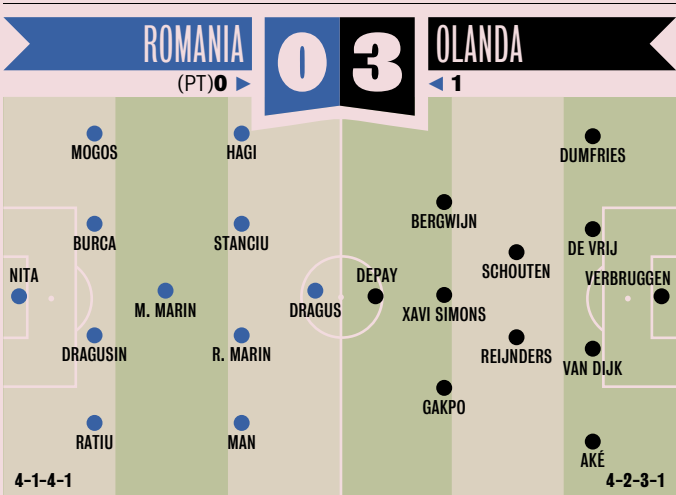 ROMANIA 0 3 OLANDA
(PT)0 1
MOGOS HAGI DUMFRIES
BERGWIJN
BURCA STANCIU DE VRIJ
SCHOUTEN
NITA DEPAY VERBRUGGEN
M. MARIN DRAGUS XAVI SIMONS
DRAGUSIN R. MARIN REIJNDERS
VAN DIJK
GAKPO
RATIU MAN
AKÉ
4-1-4-1 4-2-3-1